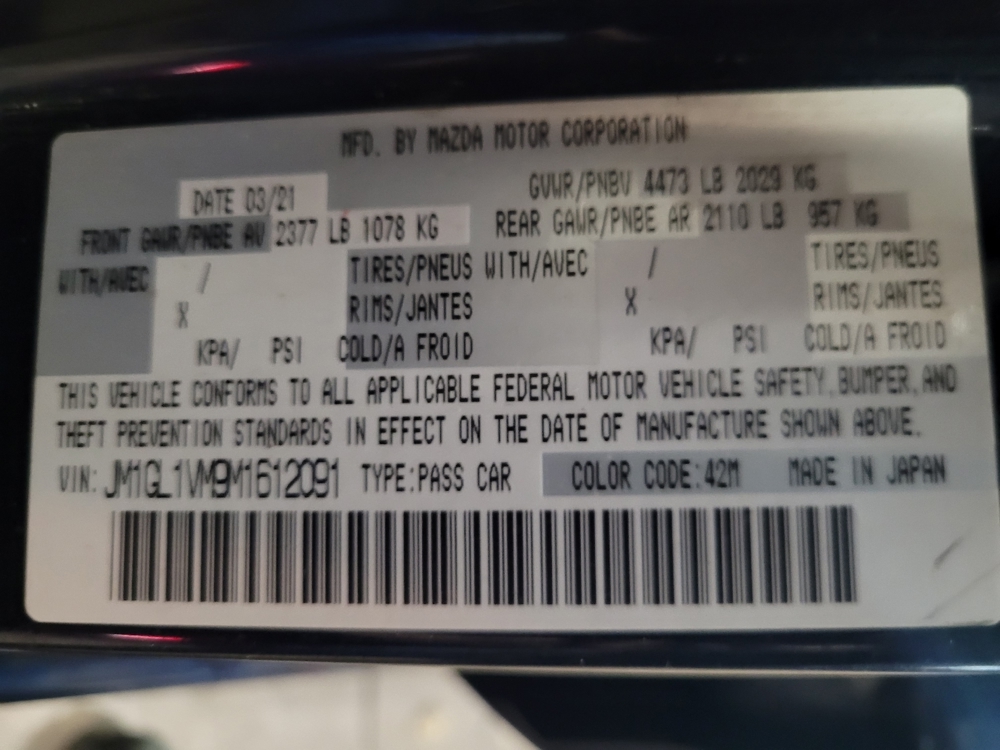 MFD. BY MAZDA MOTOR CORPORATION
DATE 03/21 GVWR/PNBV 4473 LB 2029 KG
FRONT GAWR/PNBE AV 2377 LB 1078 KG REAR GAWR/PNBE AR 2110 LB 957 KG
WITH/AVEC / TIRES/PNEUS WITH/AVEC / TIRES/PNEUS
X RIMS/JANTES X RIMS/JANTES
KPA/ PSI COLD/A FROID KPA/ PSI COLD/A FROID
THIS VEHICLE CONFORMS TO ALL APPLICABLE FEDERAL MOTOR VEHICLE SAFETY, BUMPER, AND
THEFT PREVENTION STANDARDS IN EFFECT ON THE DATE OF MANUFACTURE SHOWN ABOVE.
VIN: JM1GL1VM9M1612091 TYPE:PASS CAR COLOR CODE:42M MADE IN JAPAN